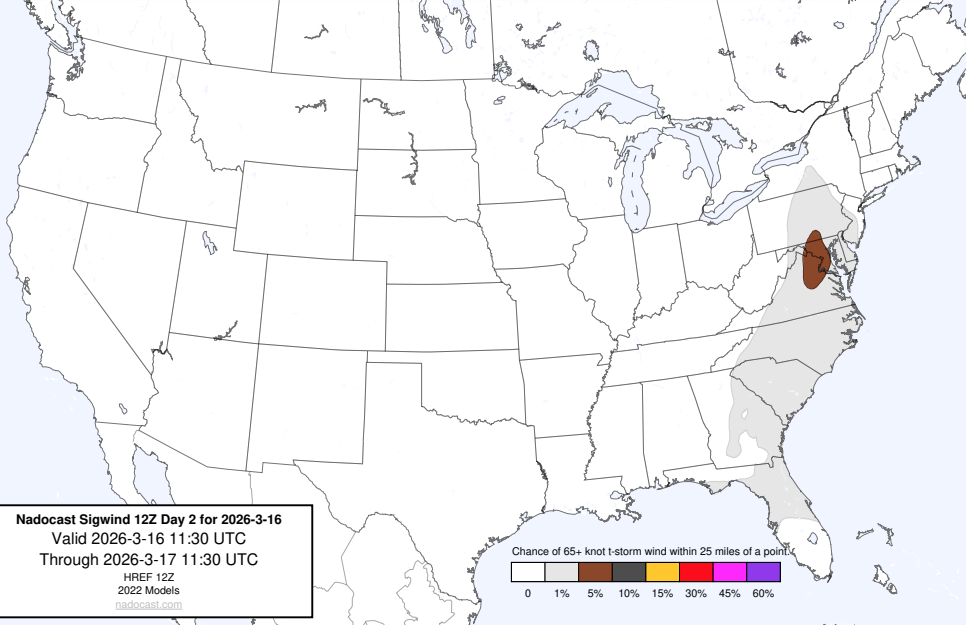 Nadocast Sigwind 12Z Day 2 for 2026-3-16
Valid 2026-3-16 11:30 UTC
Through 2026-3-17 11:30 UTC
HREF 12Z
2022 Models
nadocast.com
Chance of 65+ knot t-storm wind within 25 miles of a point.
0 1% 5% 10% 15% 30% 45% 60%